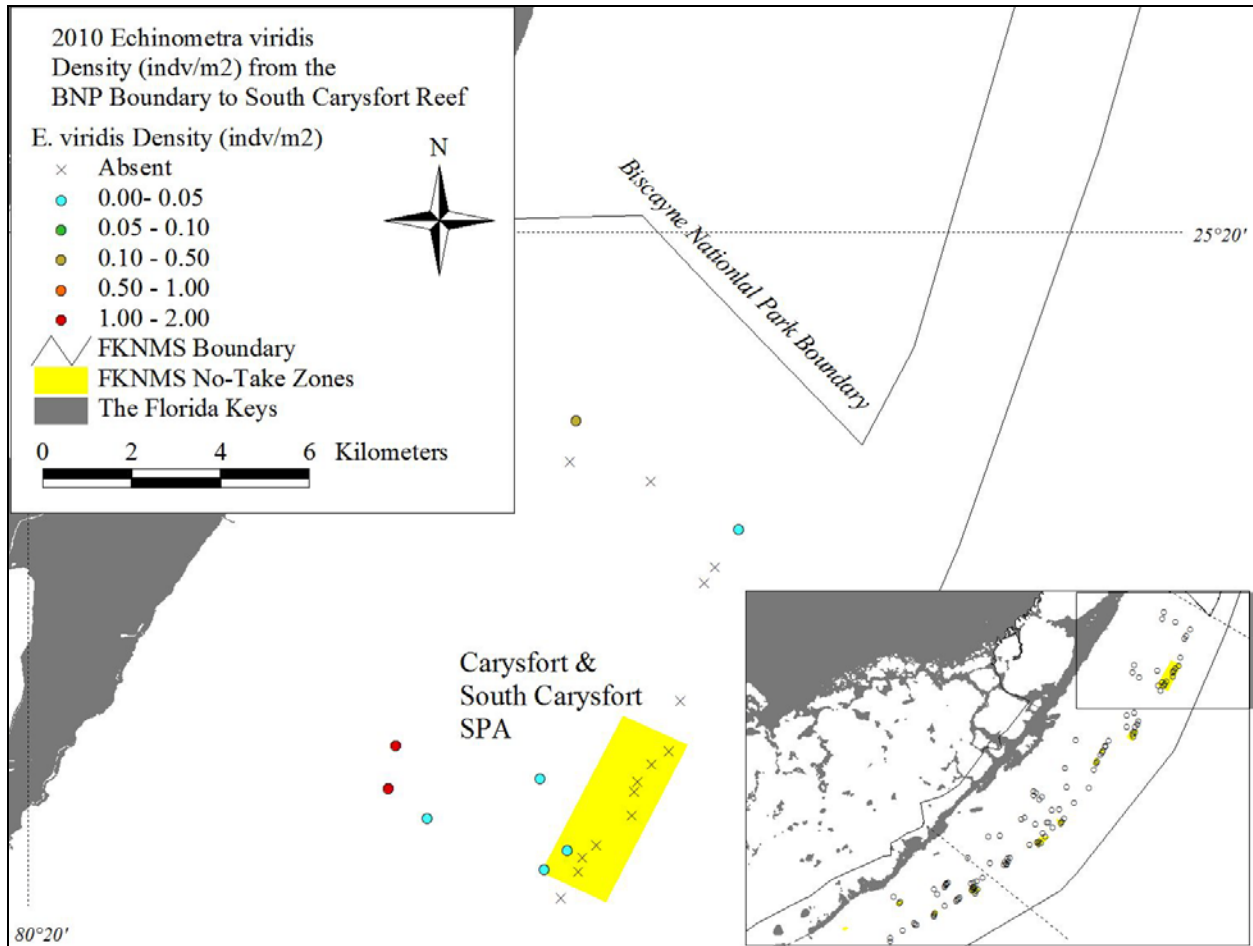 2010 Echinometra viridis
Density (indv/m2) from the
BNP Boundary to South Carysfort Reef
E. viridis Density (indv/m2)
Absent
0.00- 0.05
0.05 - 0.10
0.10 - 0.50
0.50 - 1.00
1.00 - 2.00
FKNMS Boundary
FKNMS No-Take Zones
The Florida Keys
0 2 4 6 Kilometers
N
Biscayne Nationlal Park Boundary
25°20'
Carysfort &
South Carysfort
SPA
80°20'